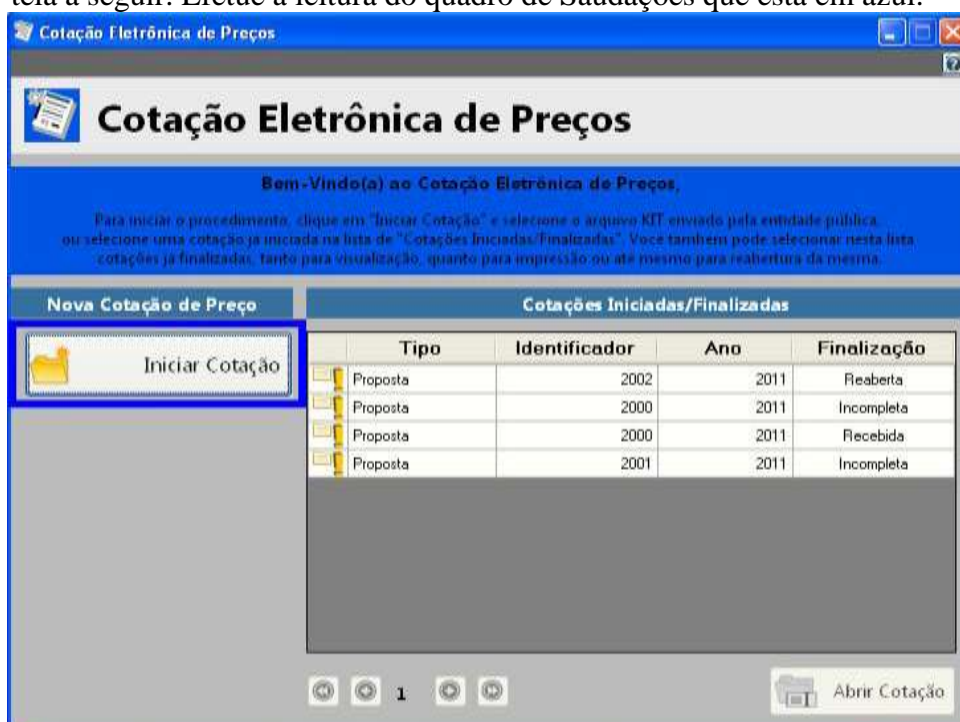 tela a seguir. Efetue a leitura do quadro de Saudações que está em azul.
Cotação Eletrônica de Preços
Cotação Eletrônica de Preços
Bem-Vindo(a) ao Cotação Eletrônica de Preços,
Para iniciar o procedimento, clique em "Iniciar Cotação" e selecione o arquivo KIT enviado pela entidade pública,
ou selecione uma cotação já iniciada na lista de "Cotações Iniciadas/Finalizadas". Você também pode selecionar nesta lista
cotações já finalizadas, tanto para visualização, quanto para impressão ou até mesmo para reabertura da mesma.
Nova Cotação de Preço
Cotações Iniciadas/Finalizadas
Iniciar Cotação
Tipo Identificador Ano Finalização
Proposta 2002 2011 Reaberta
Proposta 2000 2011 Incompleta
Proposta 2000 2011 Recebida
Proposta 2001 2011 Incompleta
1
Abrir Cotação